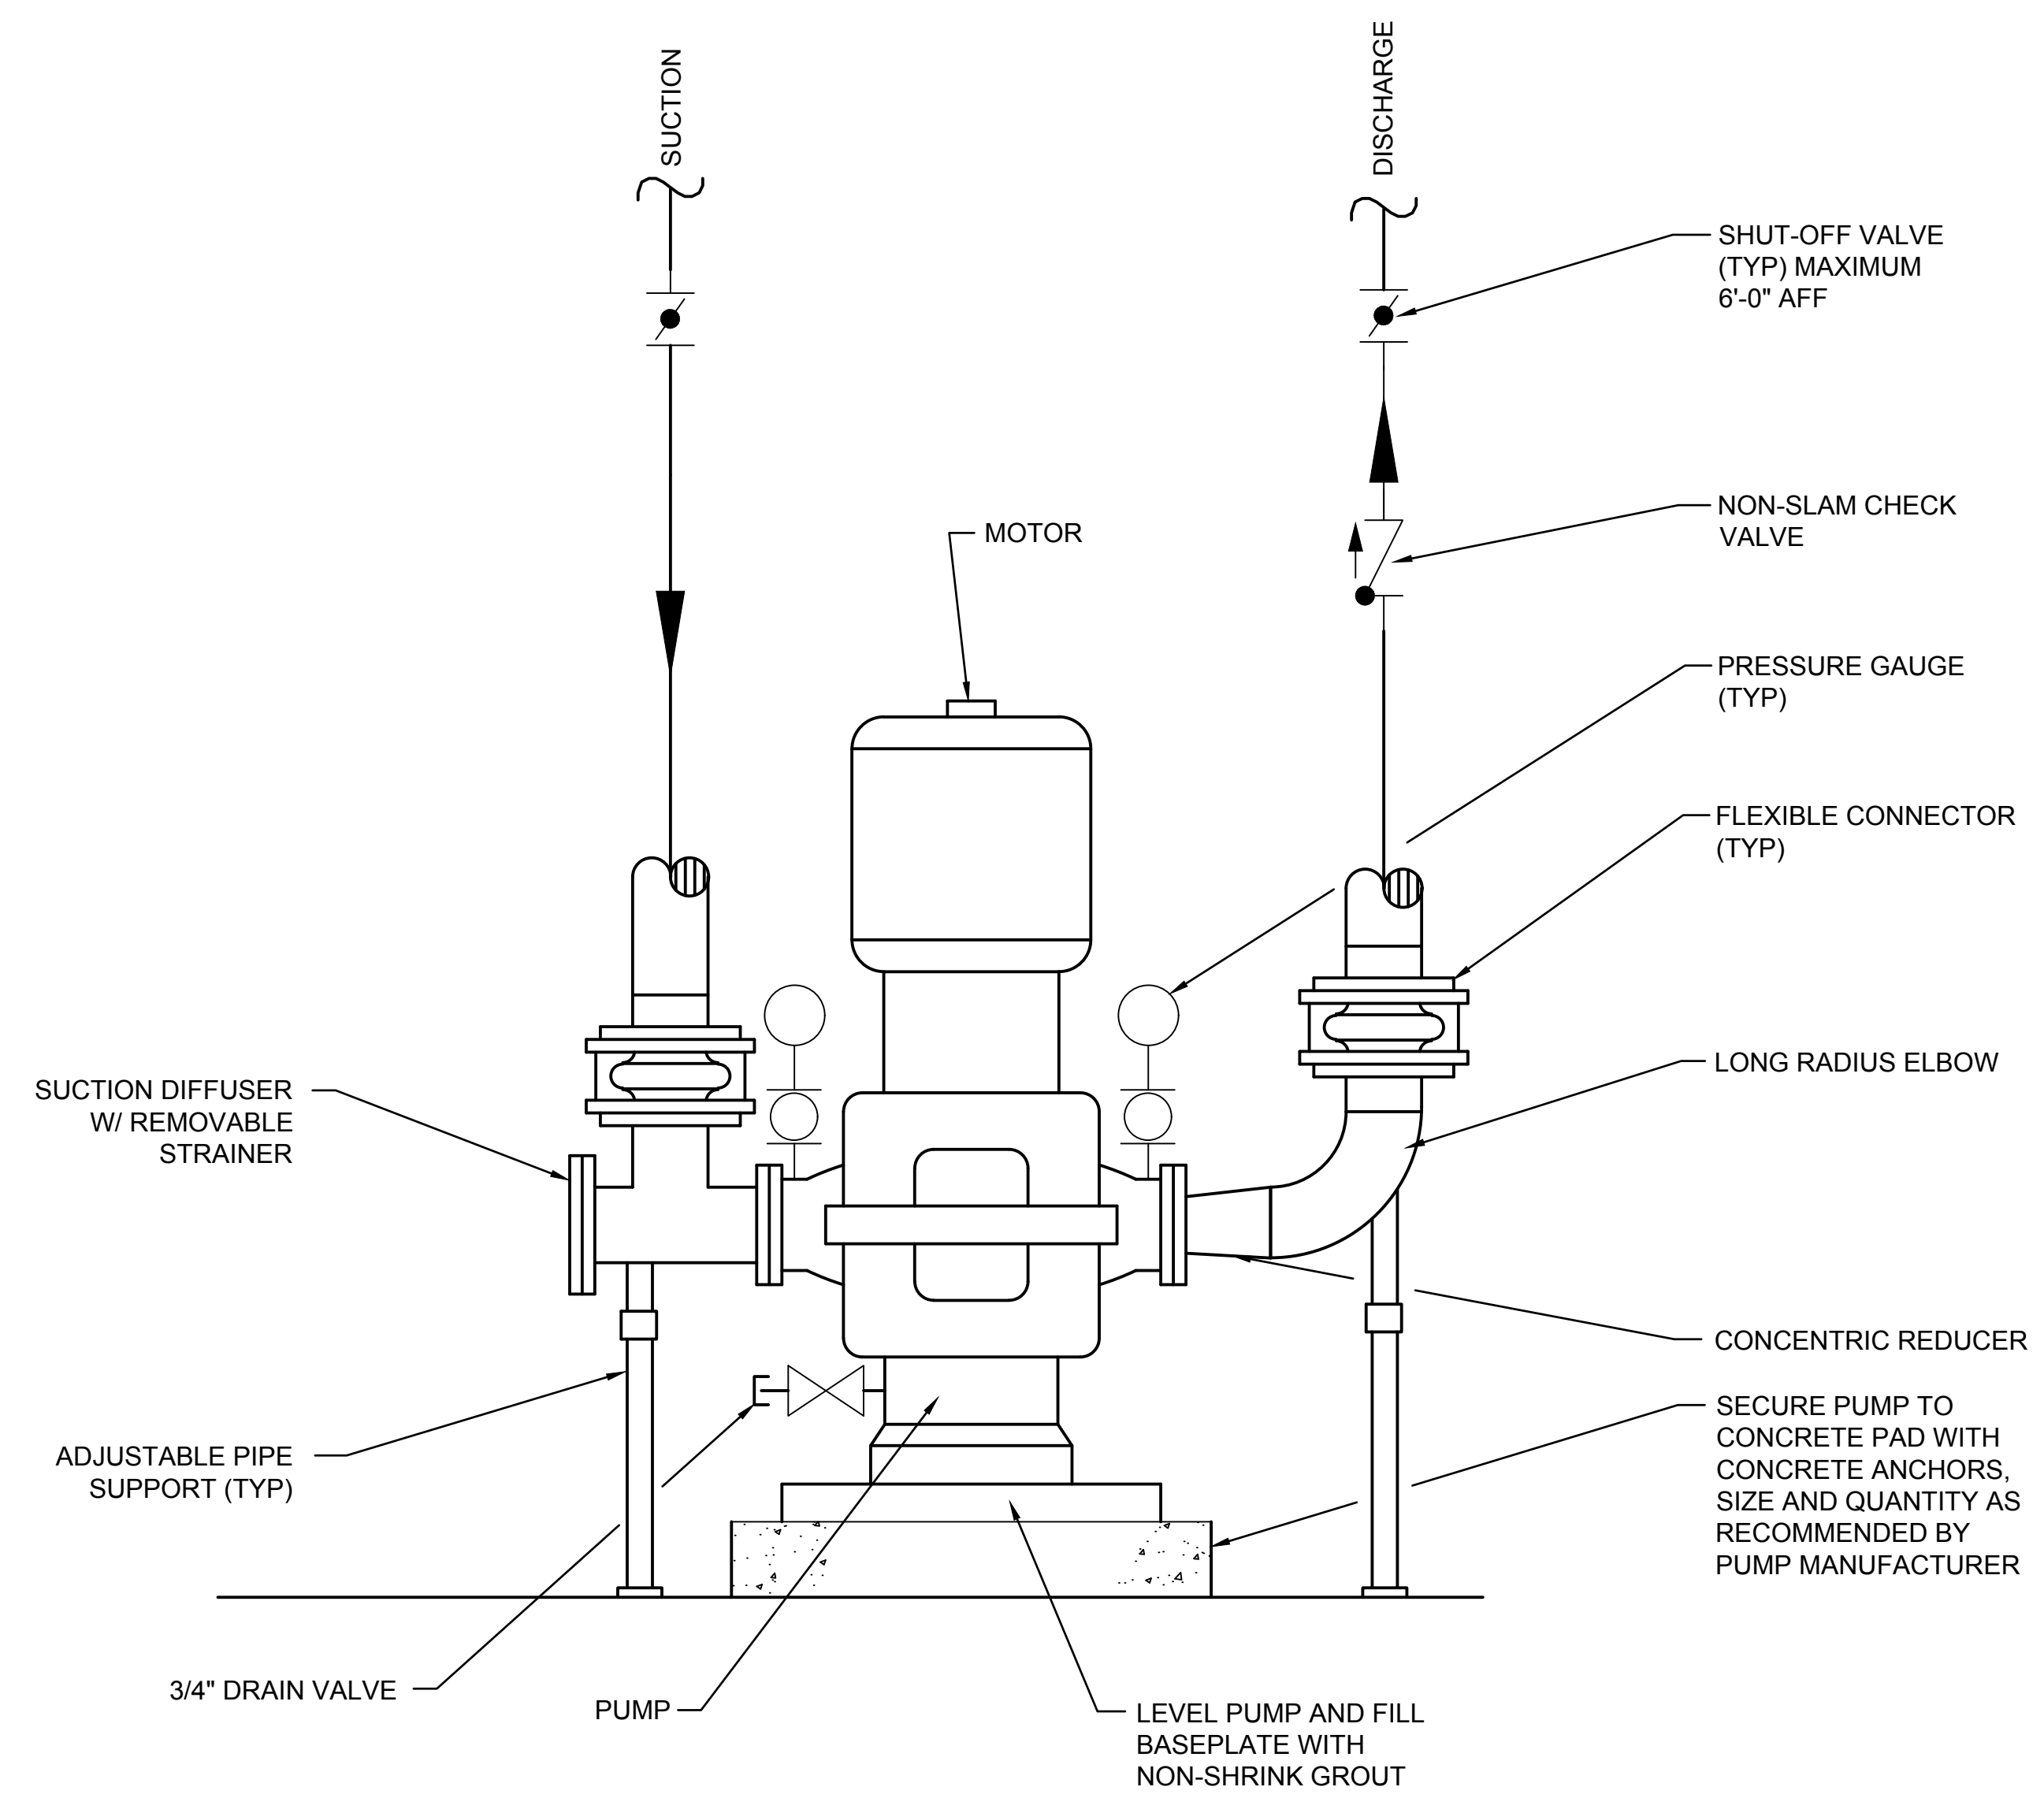 SUCTION
DISCHARGE
SHUT-OFF VALVE
(TYP) MAXIMUM
6'-0" AFF
NON-SLAM CHECK
VALVE
MOTOR
PRESSURE GAUGE
(TYP)
FLEXIBLE CONNECTOR
(TYP)
LONG RADIUS ELBOW
SUCTION DIFFUSER
W/ REMOVABLE
STRAINER
CONCENTRIC REDUCER
SECURE PUMP TO
CONCRETE PAD WITH
CONCRETE ANCHORS,
SIZE AND QUANTITY AS
RECOMMENDED BY
PUMP MANUFACTURER
ADJUSTABLE PIPE
SUPPORT (TYP)
3/4" DRAIN VALVE
PUMP
LEVEL PUMP AND FILL
BASEPLATE WITH
NON-SHRINK GROUT